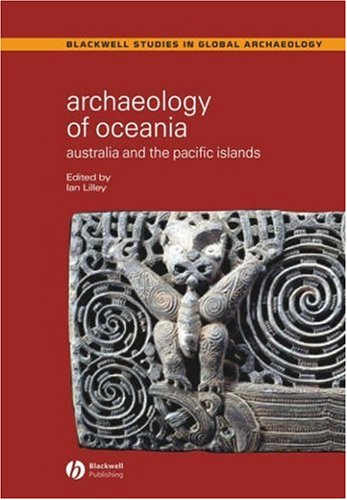 BLACKWELL STUDIES IN GLOBAL ARCHAEOLOGY
archaeology
of oceania
australia and the pacific islands
Edited by
Ian Lilley
Blackwell
Publishing